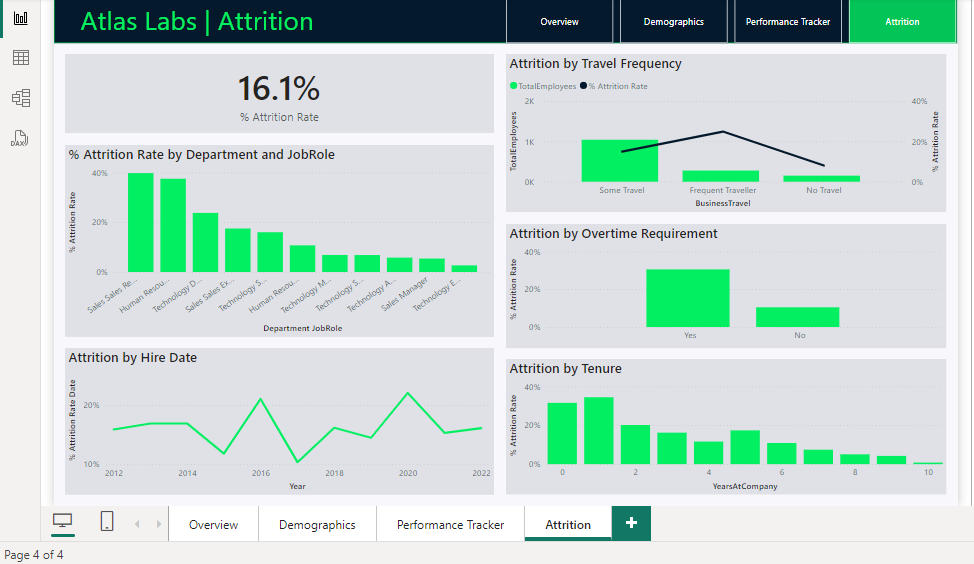 Atlas Labs | Attrition
Overview
Demographics
Performance Tracker
Attrition
16.1%
% Attrition Rate
% Attrition Rate by Department and JobRole
% Attrition Rate
40%
20%
0%
Sales Sales Re...
Human Resou...
Technology D...
Sales Sales Ex...
Technology S...
Human Resou...
Technology M...
Technology S...
Technology A...
Sales Manager
Technology E...
Department JobRole
Attrition by Hire Date
% Attrition Rate Date
20%
10%
2012
2014
2016
2018
2020
2022
Year
Attrition by Travel Frequency
TotalEmployees
% Attrition Rate
TotalEmployees
2K
1K
0K
40%
20%
0%
% Attrition Rate
Some Travel
Frequent Traveller
No Travel
BusinessTravel
Attrition by Overtime Requirement
% Attrition Rate
40%
20%
0%
Yes
No
Attrition by Tenure
% Attrition Rate
40%
20%
0%
0
2
4
6
8
10
YearsAtCompany
DAX
Overview
Demographics
Performance Tracker
Attrition
+
Page 4 of 4